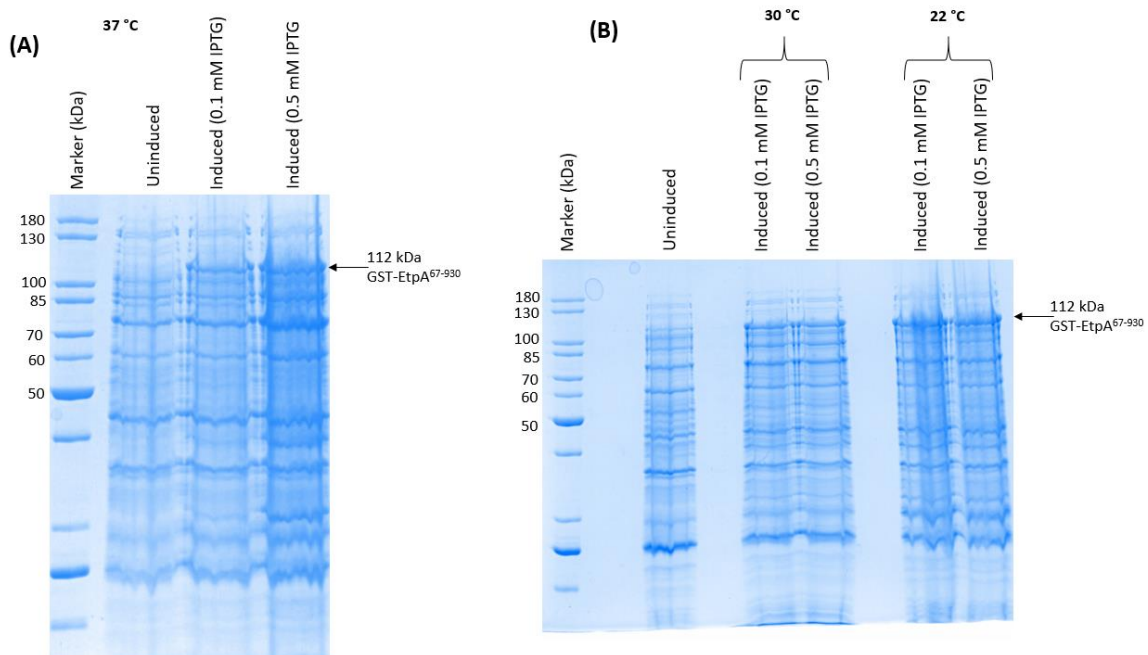 (A)
37 °C
Marker (kDa)
Uninduced
Induced (0.1 mM IPTG)
Induced (0.5 mM IPTG
180
130
100
85
70
60
50
112 kDa
GST-EtpA⁶⁷⁻⁹³⁰
(B)
30 °C
22 °C
Marker (kDa)
Uninduced
Induced (0.1 mM IPTG)
Induced (0.5 mM IPTG)
Induced (0.1 mM IPTG)
Induced (0.5 mM IPTG)
180
130
100
85
70
60
50
112 kDa
GST-EtpA⁶⁷⁻⁹³⁰